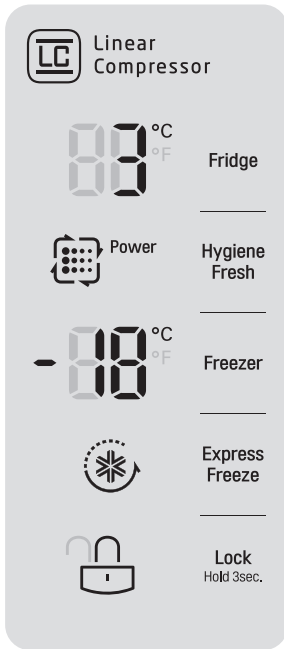 LC
Linear
Compressor
3 °C
°F
Fridge
Power
Hygiene
Fresh
-18 °C
°F
Freezer
Express
Freeze
Lock
Hold 3sec.